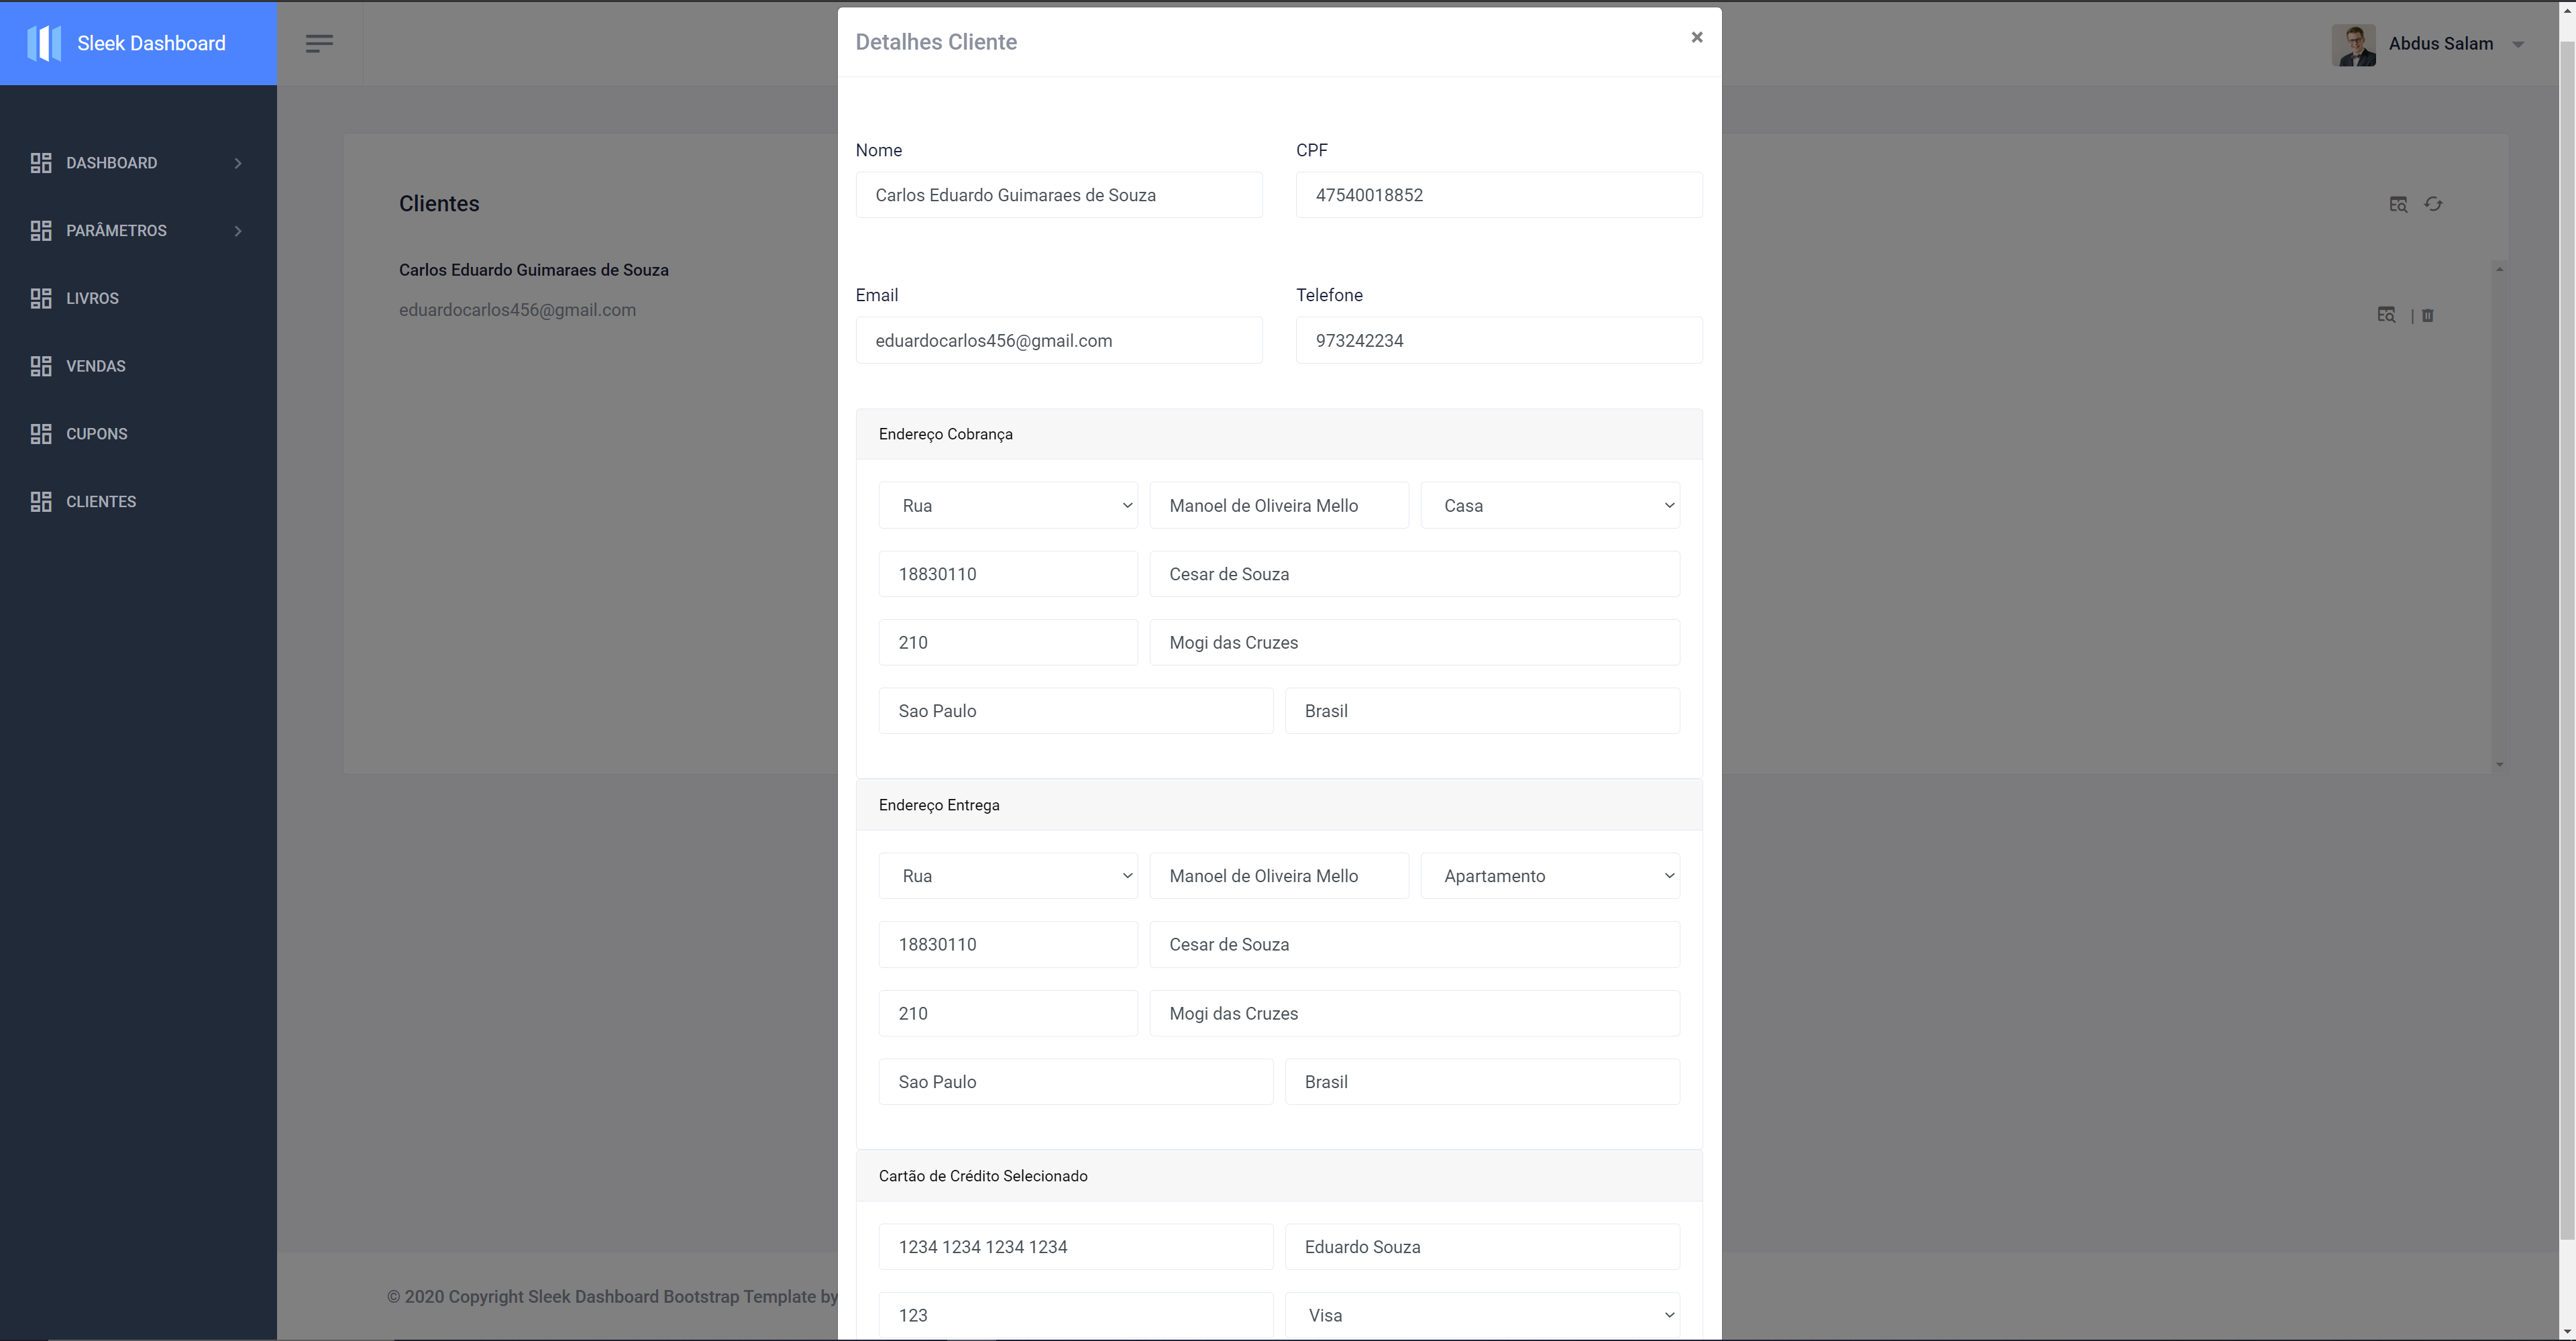 Sleek Dashboard
Abdus Salam
DASHBOARD
PARÂMETROS
LIVROS
VENDAS
CUPONS
CLIENTES
Clientes
Carlos Eduardo Guimaraes de Souza
eduardocarlos456@gmail.com
|
© 2020 Copyright Sleek Dashboard Bootstrap Template by
Detalhes Cliente
×
Nome CPF
Carlos Eduardo Guimaraes de Souza 47540018852
Email Telefone
eduardocarlos456@gmail.com 973242234
Endereço Cobrança
Rua Manoel de Oliveira Mello Casa
18830110 Cesar de Souza
210 Mogi das Cruzes
Sao Paulo Brasil
Endereço Entrega
Rua Manoel de Oliveira Mello Apartamento
18830110 Cesar de Souza
210 Mogi das Cruzes
Sao Paulo Brasil
Cartão de Crédito Selecionado
1234 1234 1234 1234 Eduardo Souza
123 Visa